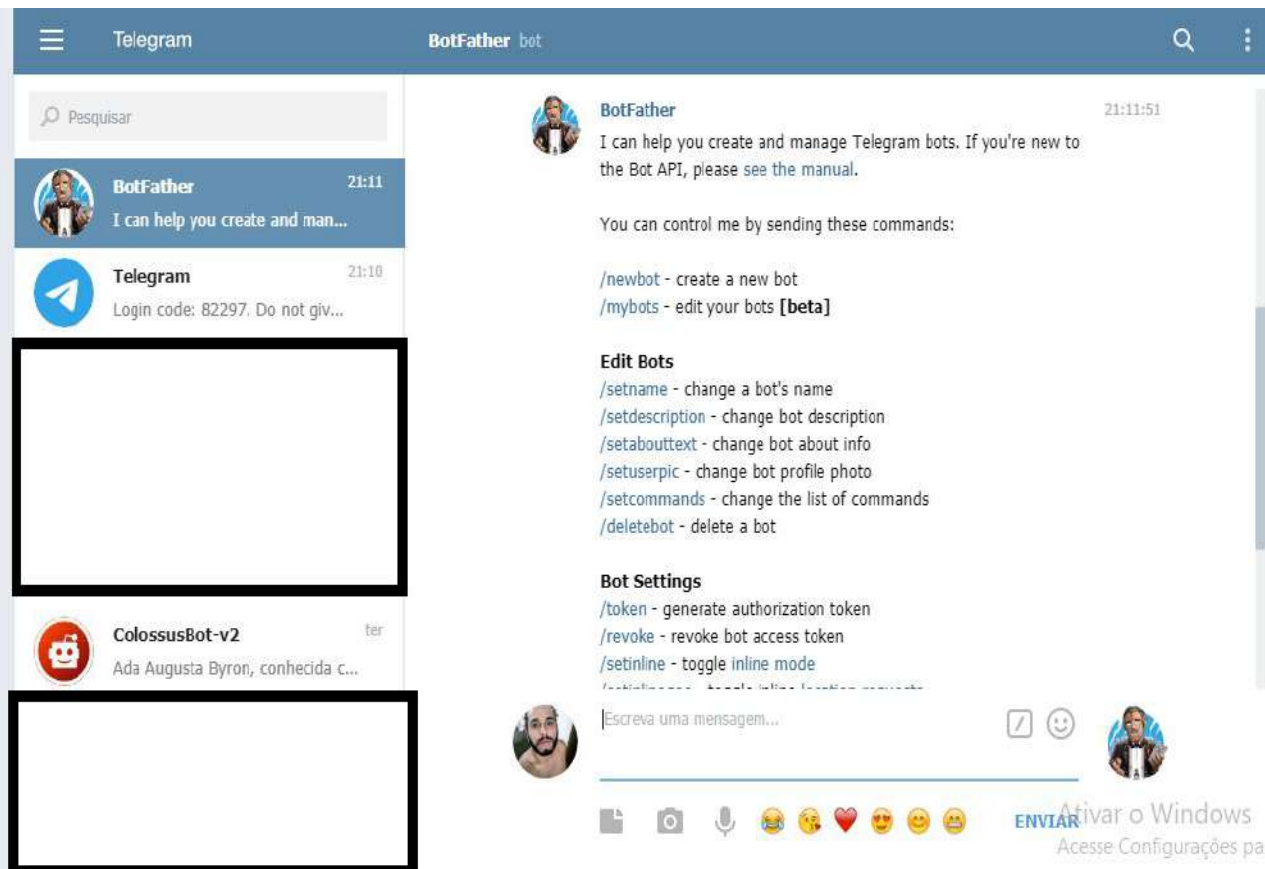 Telegram
BotFather bot
Pesquisar
BotFather 21:11
I can help you create and man...
Telegram 21:10
Login code: 82297. Do not giv...
ColossusBot-v2 ter
Ada Augusta Byron, conhecida c...
BotFather 21:11:51
I can help you create and manage Telegram bots. If you're new to
the Bot API, please see the manual.
You can control me by sending these commands:
/newbot - create a new bot
/mybots - edit your bots [beta]
Edit Bots
/setname - change a bot's name
/setdescription - change bot description
/setabouttext - change bot about info
/setuserpic - change bot profile photo
/setcommands - change the list of commands
/deletebot - delete a bot
Bot Settings
/token - generate authorization token
/revoke - revoke bot access token
/setinline - toggle inline mode
Escreva uma mensagem...
ENVIAR
Ativar o Windows
Acesse Configurações pa